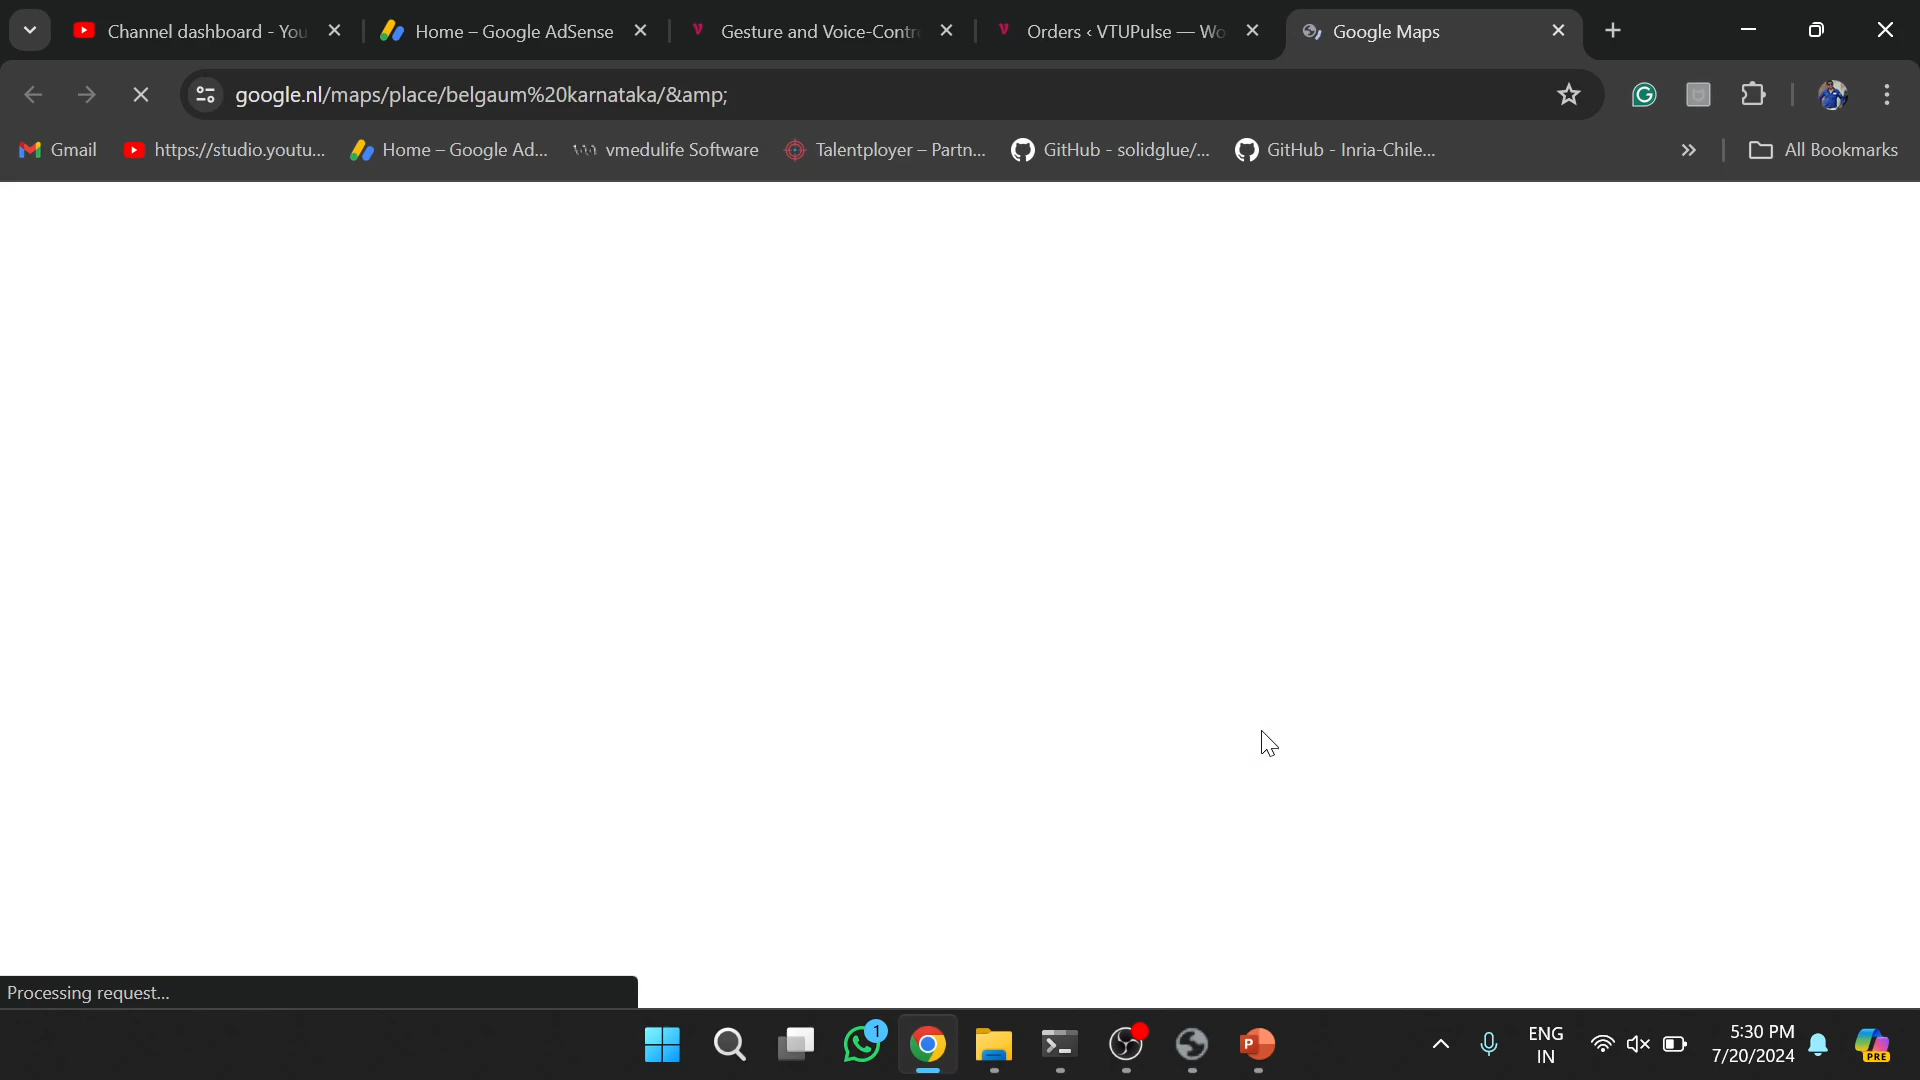 Channel dashboard - You
Home – Google AdSense
Gesture and Voice-Contr
Orders ‹ VTUPulse — Wo
Google Maps
google.nl/maps/place/belgaum%20karnataka/&amp;
Gmail
https://studio.youtu...
Home – Google Ad...
vmedulife Software
Talentployer – Partn...
GitHub - solidglue/...
GitHub - Inria-Chile...
»
All Bookmarks
Processing request...
1
P
ENG
IN
5:30 PM
7/20/2024
PRE